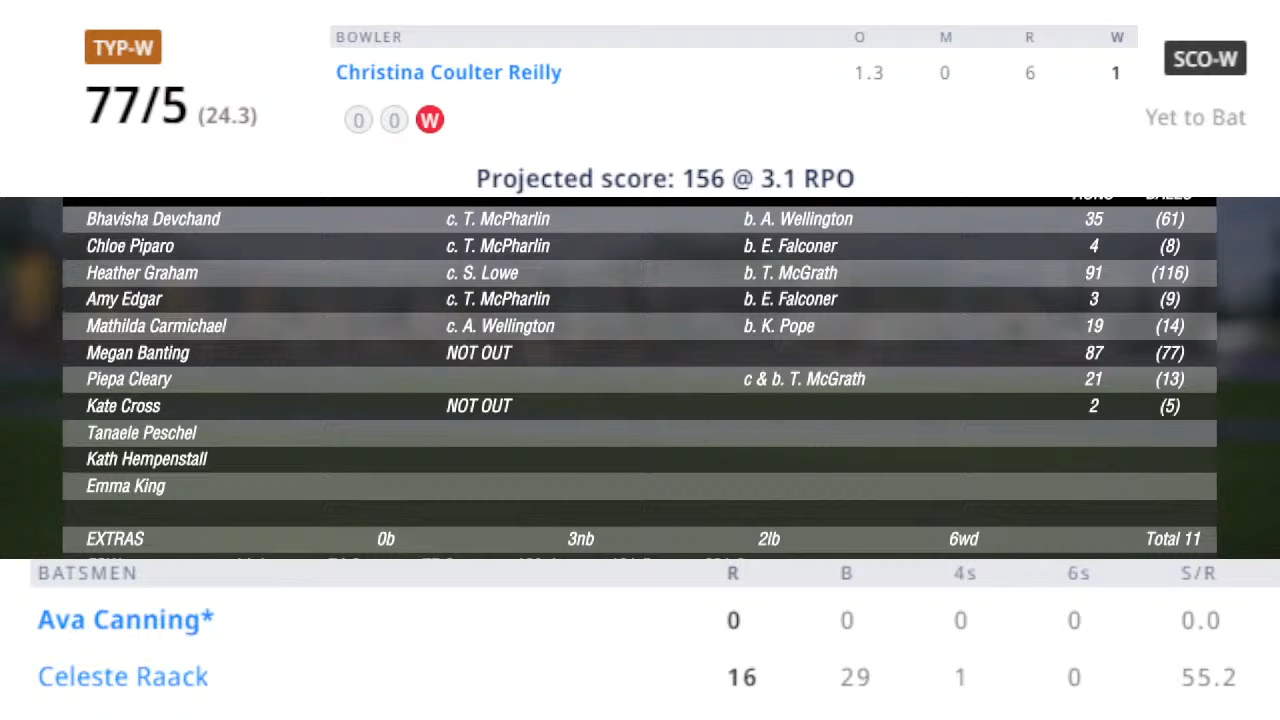 TYP-W
77/5 (24.3)
BOWLER O M R W
Christina Coulter Reilly 1.3 0 6 1
0 0 W
SCO-W
Yet to Bat
Projected score: 156 @ 3.1 RPO
Bhavisha Devchand c. T. McPharlin b. A. Wellington 35 (61)
Chloe Piparo c. T. McPharlin b. E. Falconer 4 (8)
Heather Graham c. S. Lowe b. T. McGrath 91 (116)
Amy Edgar c. T. McPharlin b. E. Falconer 3 (9)
Mathilda Carmichael c. A. Wellington b. K. Pope 19 (14)
Megan Banting NOT OUT 87 (77)
Piepa Cleary c & b. T. McGrath 21 (13)
Kate Cross NOT OUT 2 (5)
Tanaele Peschel
Kath Hempenstall
Emma King
EXTRAS 0b 3nb 2lb 6wd Total 11
BATSMEN R B 4s 6s S/R
Ava Canning* 0 0 0 0 0.0
Celeste Raack 16 29 1 0 55.2